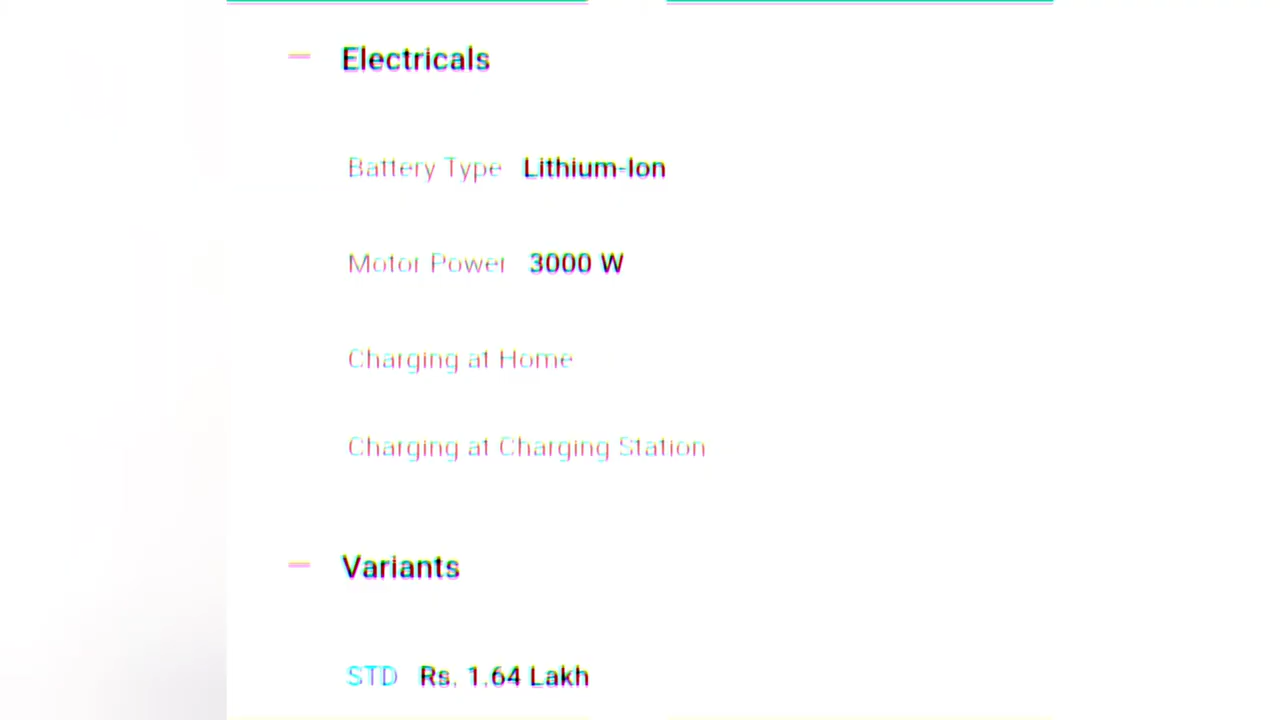 Electricals
Battery Type Lithium-Ion
Motor Power 3000 W
Charging at Home
Charging at Charging Station
Variants
STD Rs. 1.64 Lakh